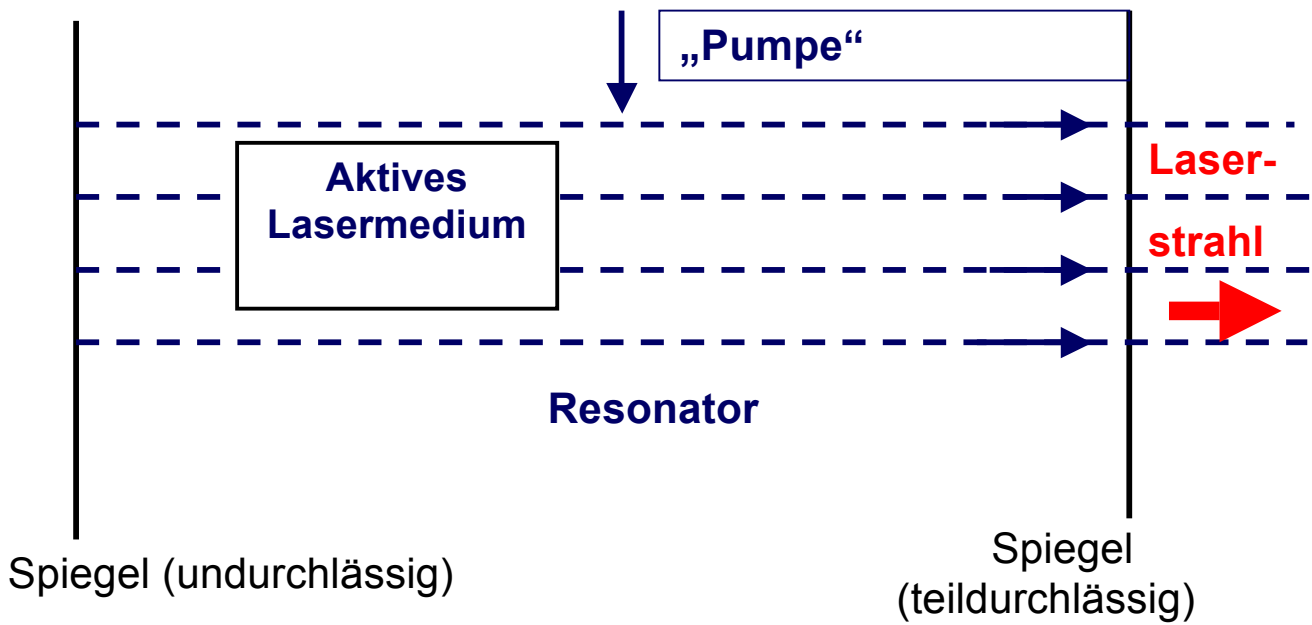 „Pumpe“
Aktives
Lasermedium
Laser-
strahl
Resonator
Spiegel (undurchlässig)
Spiegel
(teildurchlässig)